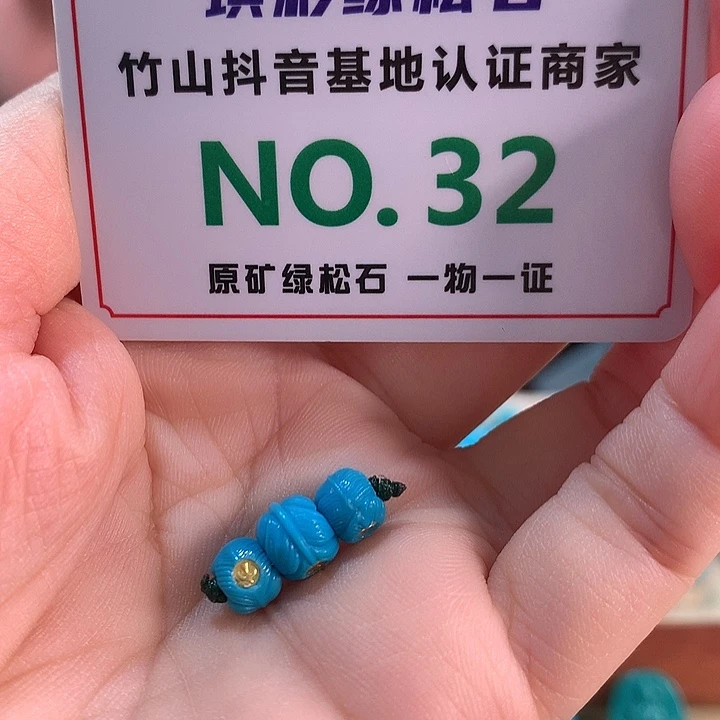 竹山抖音基地认证商家
NO.32
原矿绿松石 一物一证